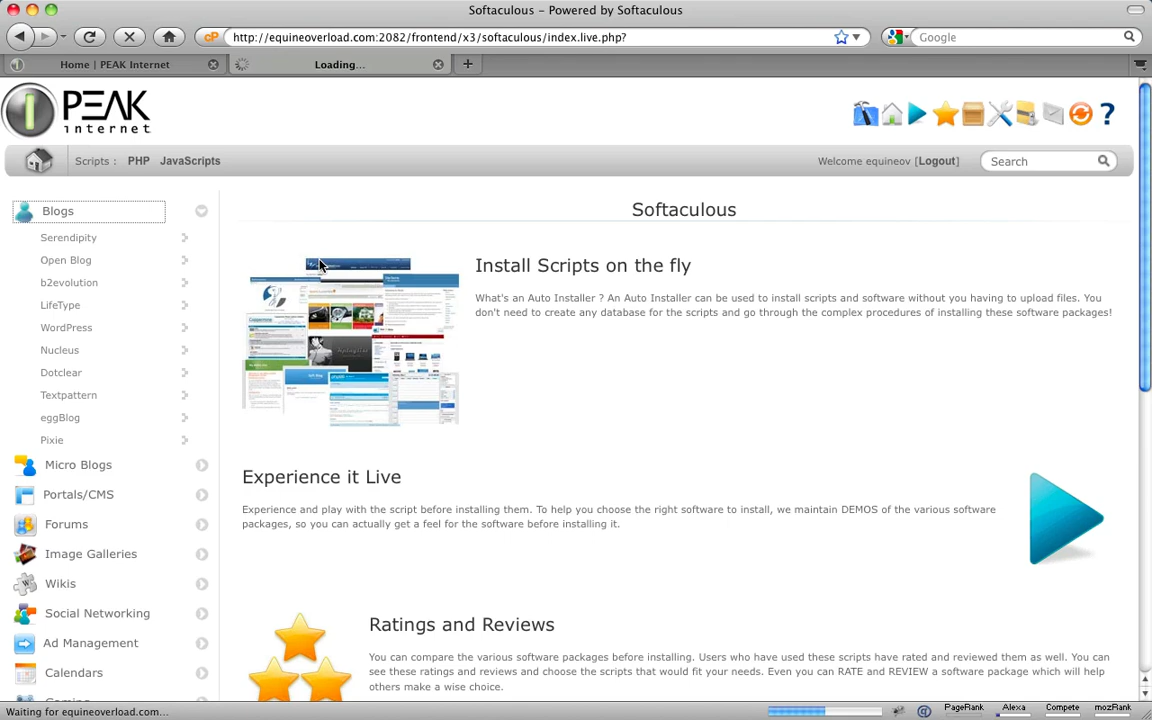 Softaculous – Powered by Softaculous
cP http://equineoverload.com:2082/frontend/x3/softaculous/index.live.php?
Google
Home | PEAK Internet
Loading...
PEAK
internet
?
Scripts : PHP JavaScripts
Welcome equineov [Logout]
Search
Blogs
Serendipity
Open Blog
b2evolution
LifeType
WordPress
Nucleus
Dotclear
Textpattern
eggBlog
Pixie
Micro Blogs
Portals/CMS
Forums
Image Galleries
Wikis
Social Networking
Ad Management
Calendars
Softaculous
Install Scripts on the fly
What's an Auto Installer ? An Auto Installer can be used to install scripts and software without you having to upload files. You
don't need to create any database for the scripts and go through the complex procedures of installing these software packages!
Experience it Live
Experience and play with the script before installing them. To help you choose the right software to install, we maintain DEMOS of the various software
packages, so you can actually get a feel for the software before installing it.
Ratings and Reviews
You can compare the various software packages before installing. Users who have used these scripts have rated and reviewed them as well. You can
see these ratings and reviews and choose the scripts that would fit your needs. Even you can RATE and REVIEW a software package which will help
others make a wise choice.
Waiting for equineoverload.com...
PageRank
Alexa
Compete
mozRank